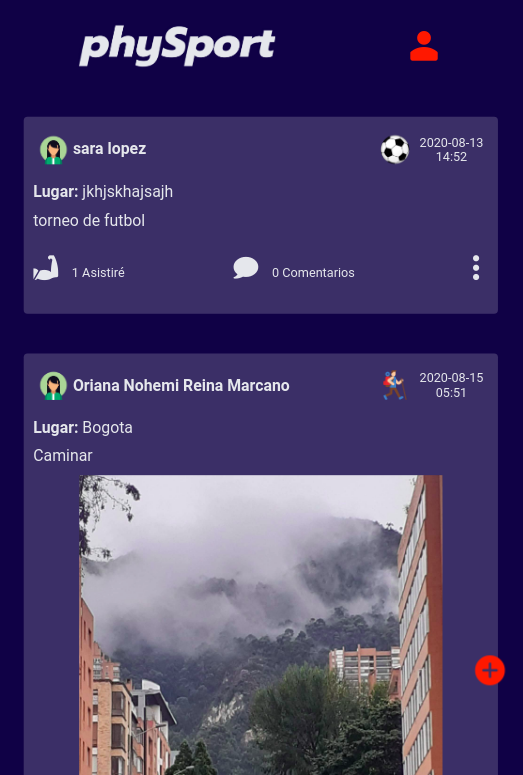 phySport
sara lopez
2020-08-13
14:52
Lugar: jkhjskhajsajh
torneo de futbol
1 Asistiré
0 Comentarios
Oriana Nohemi Reina Marcano
2020-08-15
05:51
Lugar: Bogota
Caminar